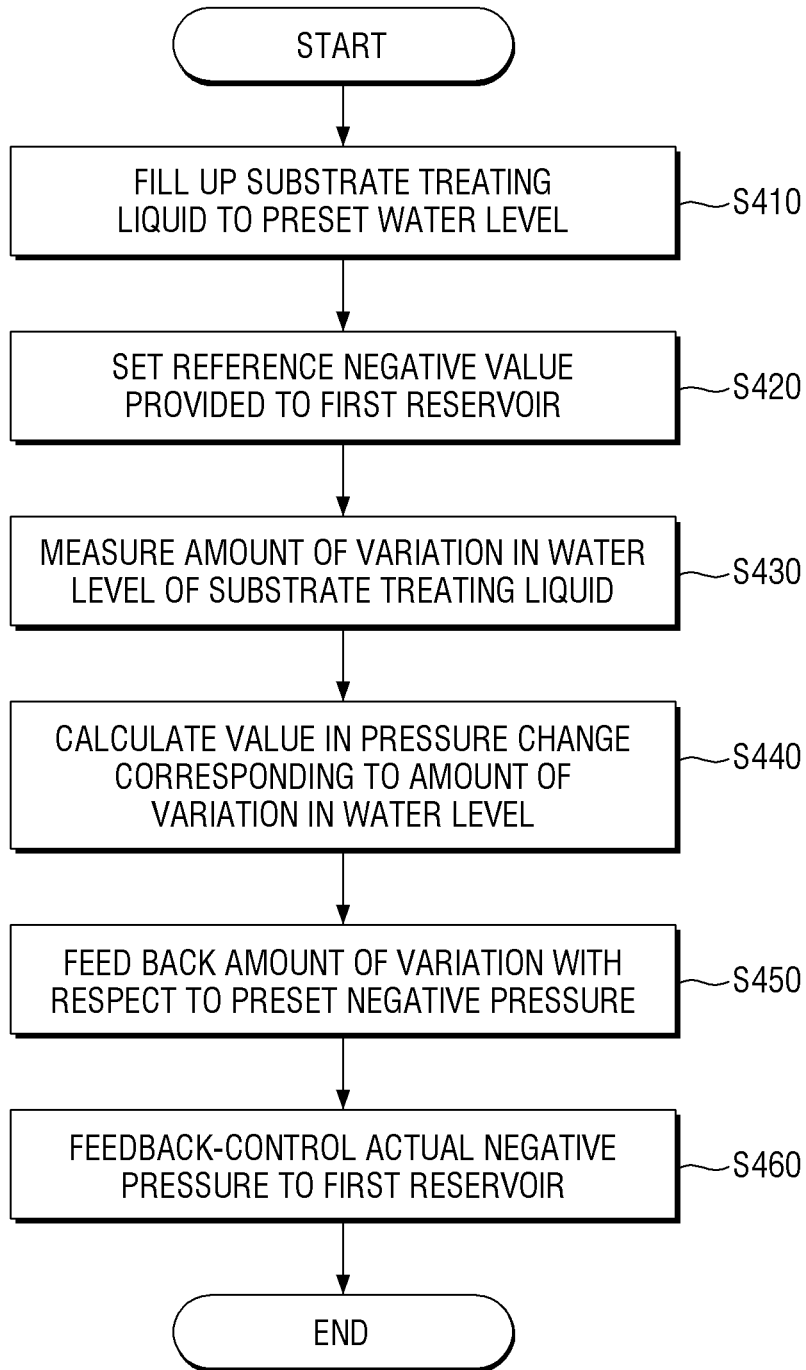 START
FILL UP SUBSTRATE TREATING
LIQUID TO PRESET WATER LEVEL
S410
SET REFERENCE NEGATIVE VALUE
PROVIDED TO FIRST RESERVOIR
S420
MEASURE AMOUNT OF VARIATION IN WATER
LEVEL OF SUBSTRATE TREATING LIQUID
S430
CALCULATE VALUE IN PRESSURE CHANGE
CORRESPONDING TO AMOUNT OF
VARIATION IN WATER LEVEL
S440
FEED BACK AMOUNT OF VARIATION WITH
RESPECT TO PRESET NEGATIVE PRESSURE
S450
FEEDBACK-CONTROL ACTUAL NEGATIVE
PRESSURE TO FIRST RESERVOIR
S460
END